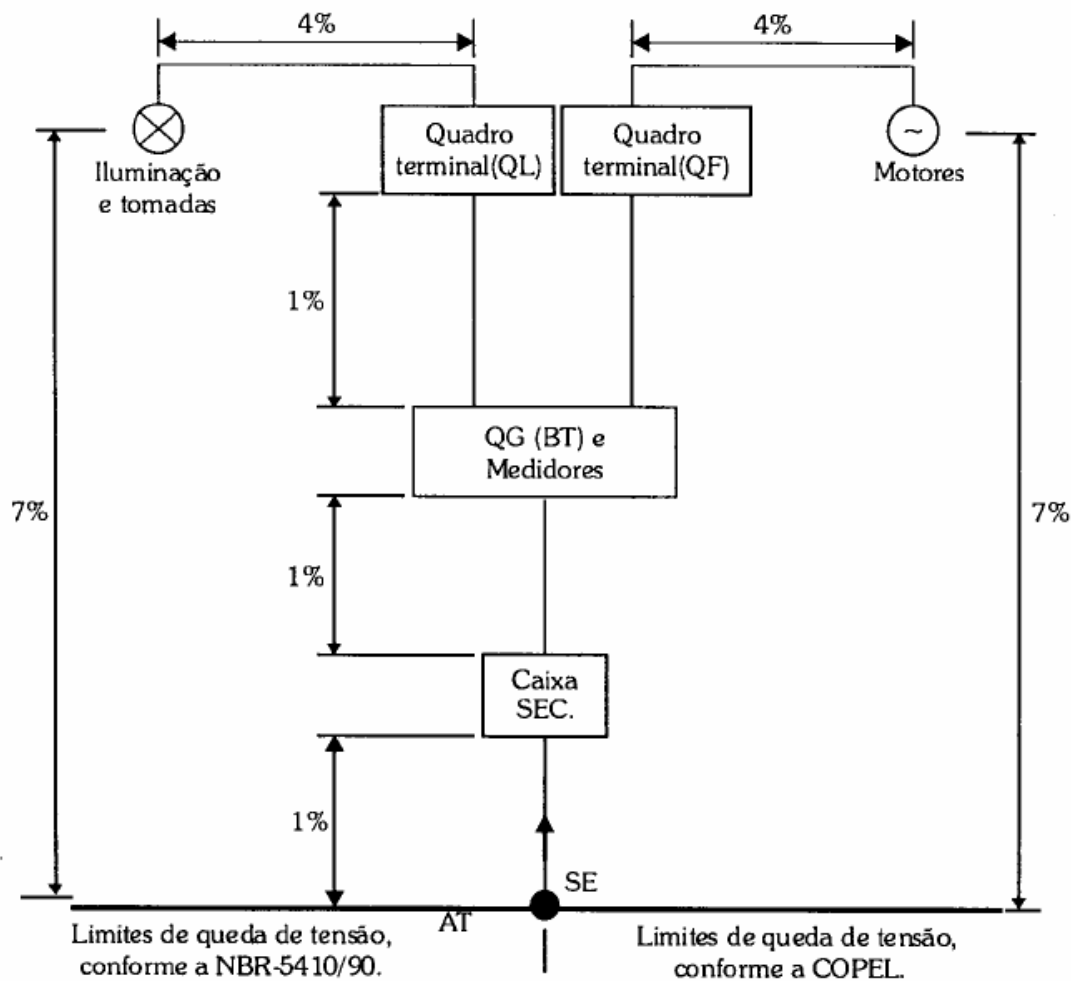 4%
4%
Quadro
terminal(QL)
Quadro
terminal(QF)
~
Iluminação
e tomadas
Motores
1%
QG (BT) e
Medidores
7%
7%
1%
Caixa
SEC.
1%
SE
AT
Limites de queda de tensão,
conforme a NBR-5410/90.
Limites de queda de tensão,
conforme a COPEL.